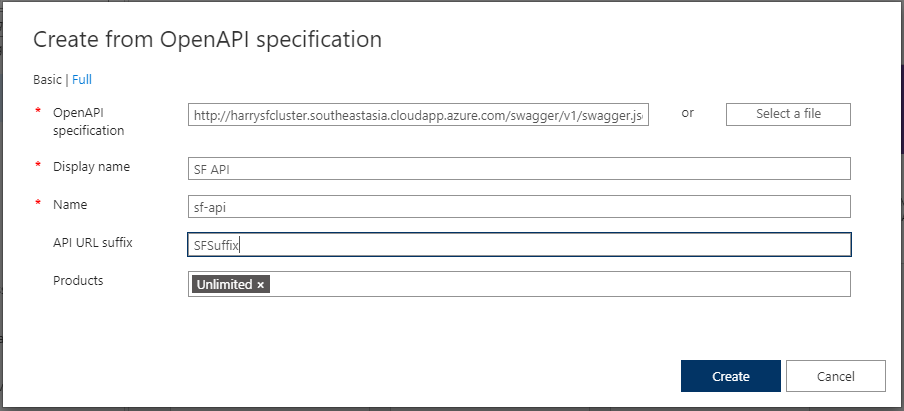 Create from OpenAPI specification
Basic | Full
* OpenAPI specification http://harrysfcluster.southeastasia.cloudapp.azure.com/swagger/v1/swagger.js or Select a file
* Display name SF API
* Name sf-api
API URL suffix SFSuffix
Products Unlimited ×
Create Cancel